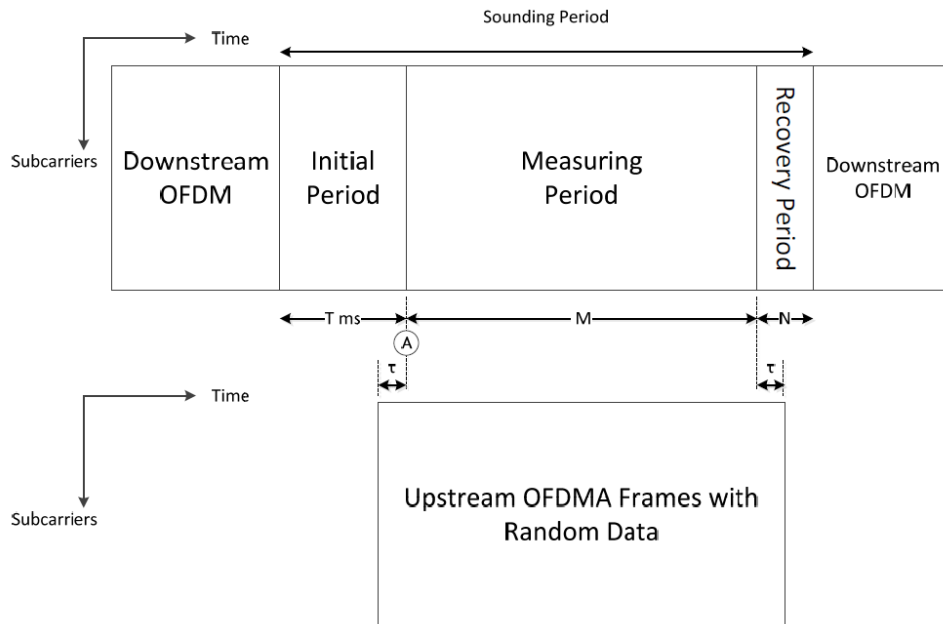 Sounding Period
Time
Subcarriers
Downstream
OFDM
Initial
Period
Measuring
Period
Recovery Period
Downstream
OFDM
T ms
M
N
A
τ
τ
Time
Subcarriers
Upstream OFDMA Frames with
Random Data